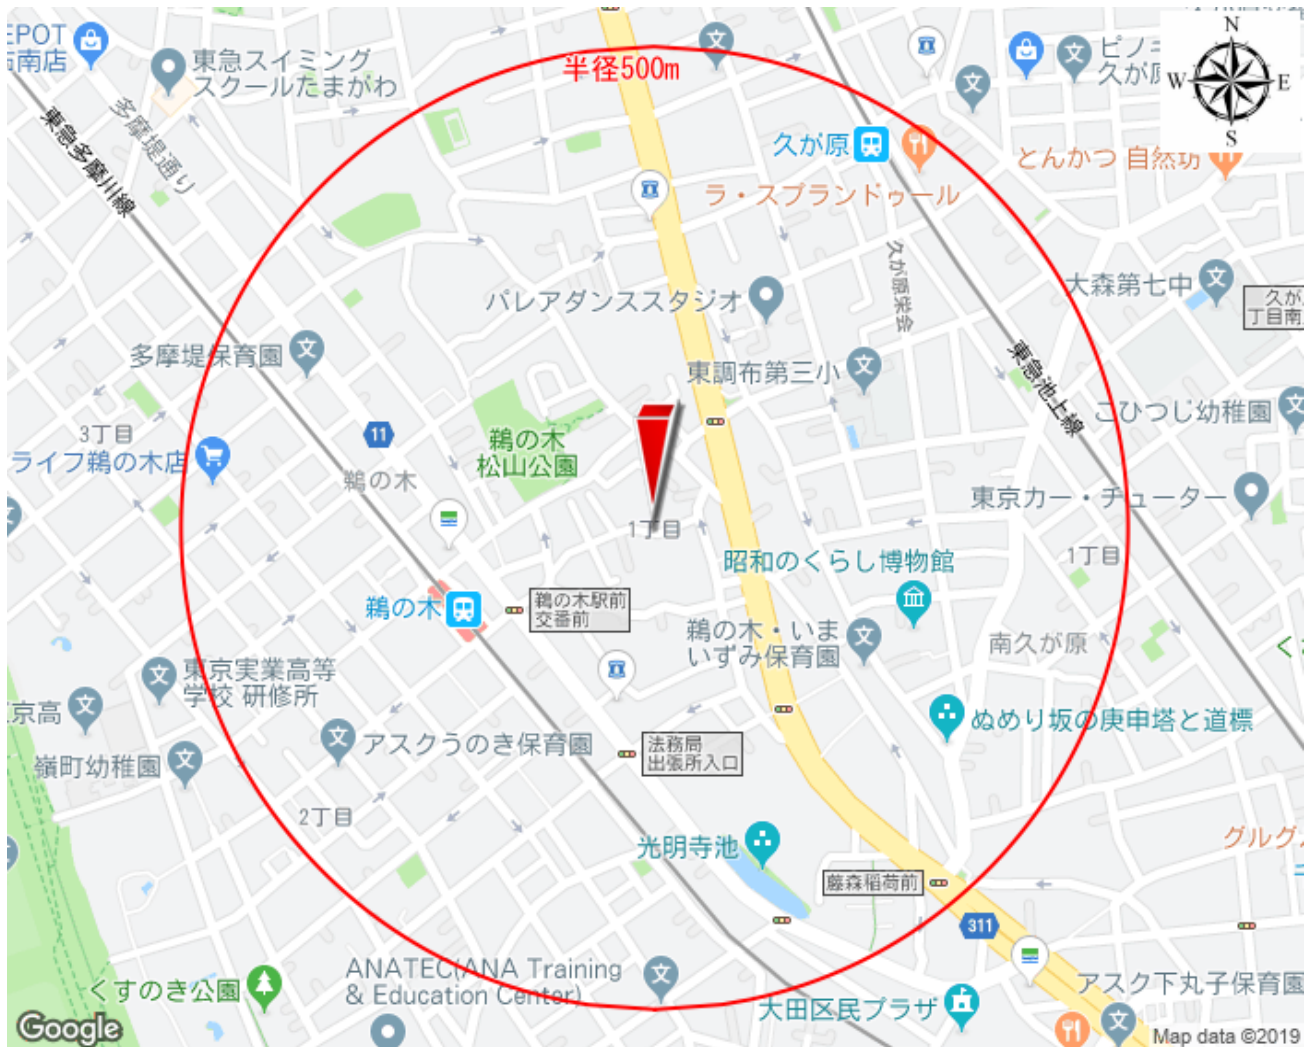 EPOT
南店
東急スイミング
スクールたまがわ
半径500m
ピノ
久が原
N
W
E
S
多摩堤通り
東急多摩川線
久が原
とんかつ 自然坊
ラ・スプランドゥール
久が原栄会
大森第七中
久が
丁目南
パレアダンススタジオ
多摩堤保育園
東調布第三小
東急池上線
こひつじ幼稚園
3丁目
11
鵜の木
松山公園
ライフ鵜の木店
鵜の木
東京カー・チューター
1丁目
昭和のくらし博物館
1丁目
鵜の木
鵜の木駅前
交番前
鵜の木・いま
いずみ保育園
南久が原
く
東京実業高等
学校 研修所
京高
ぬめり坂の庚申塔と道標
アスクうのき保育園
法務局
出張所入口
嶺町幼稚園
2丁目
光明寺池
グルグ
藤森稲荷前
311
ANATEC(ANA Training
& Education Center)
くすのき公園
アスク下丸子保育園
大田区民プラザ
Google
Map data ©2019